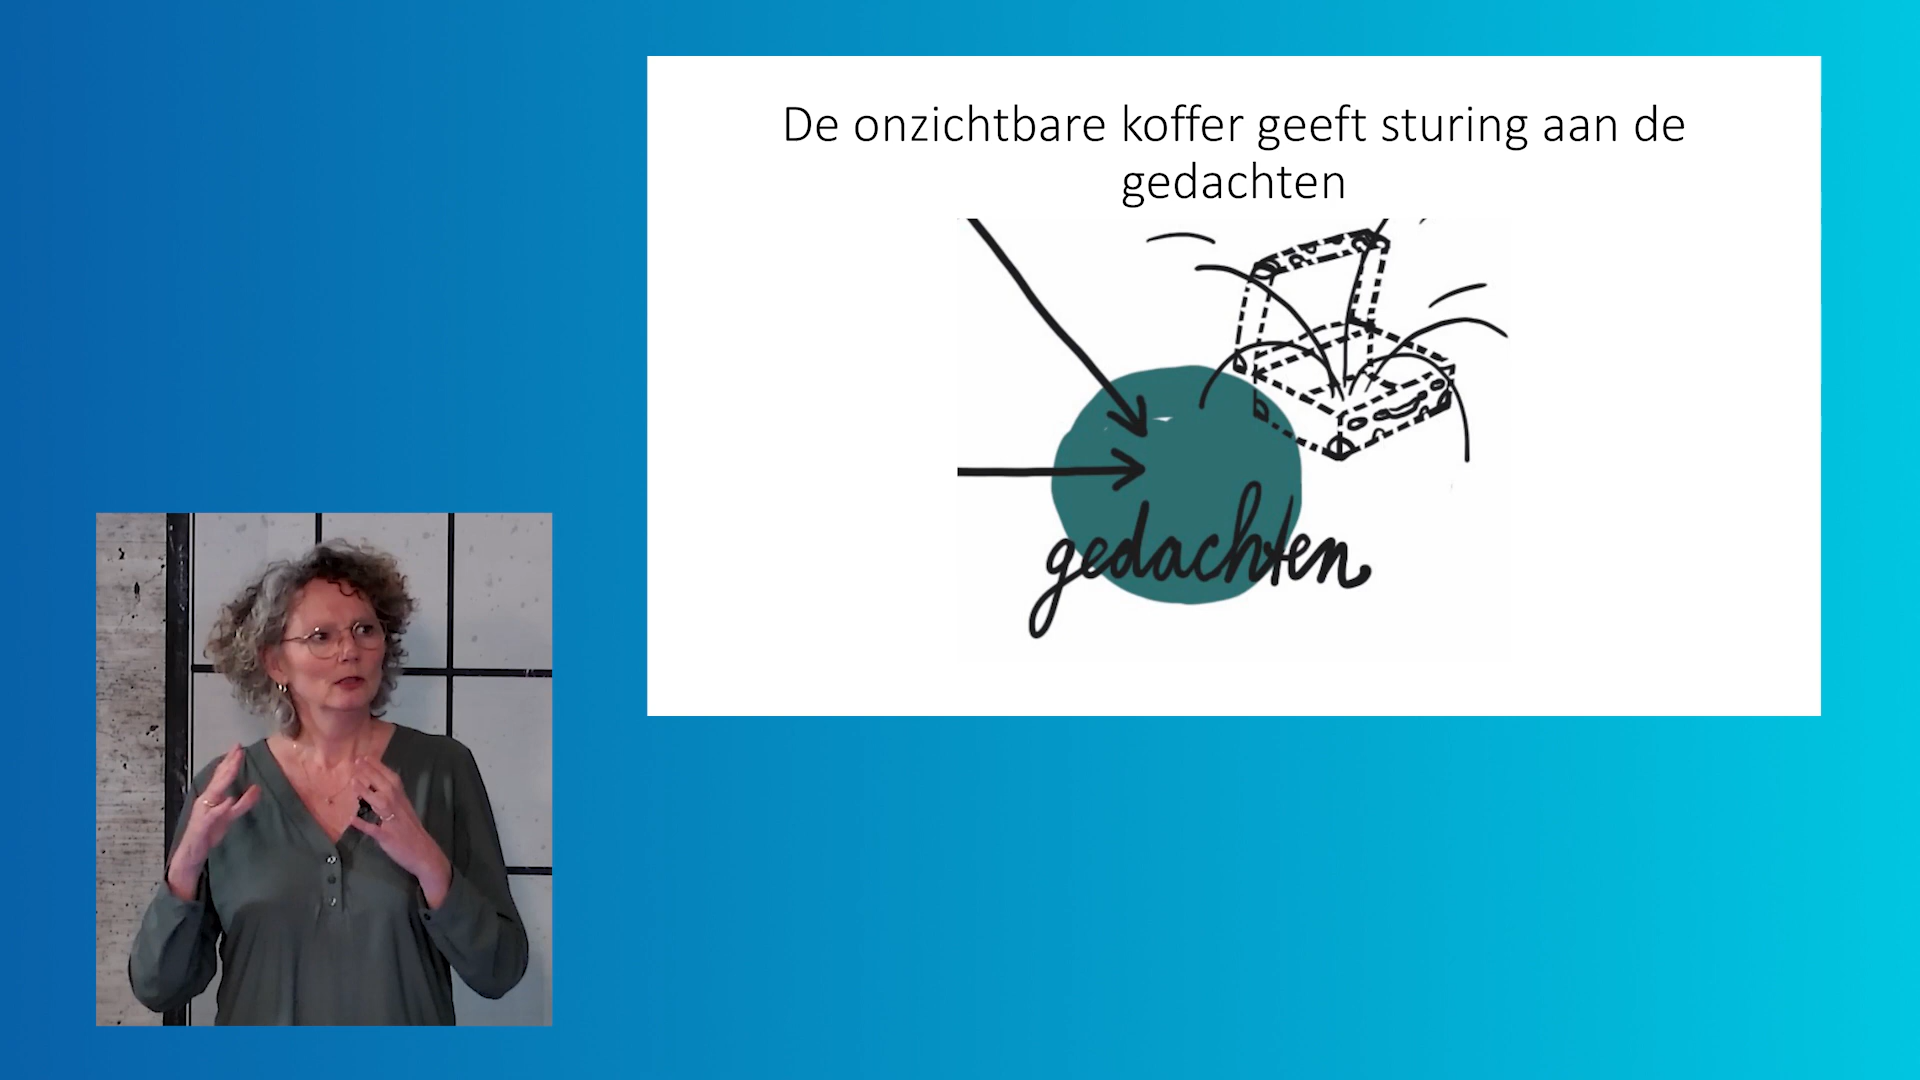 De onzichtbare koffer geeft sturing aan de
gedachten
gedachten